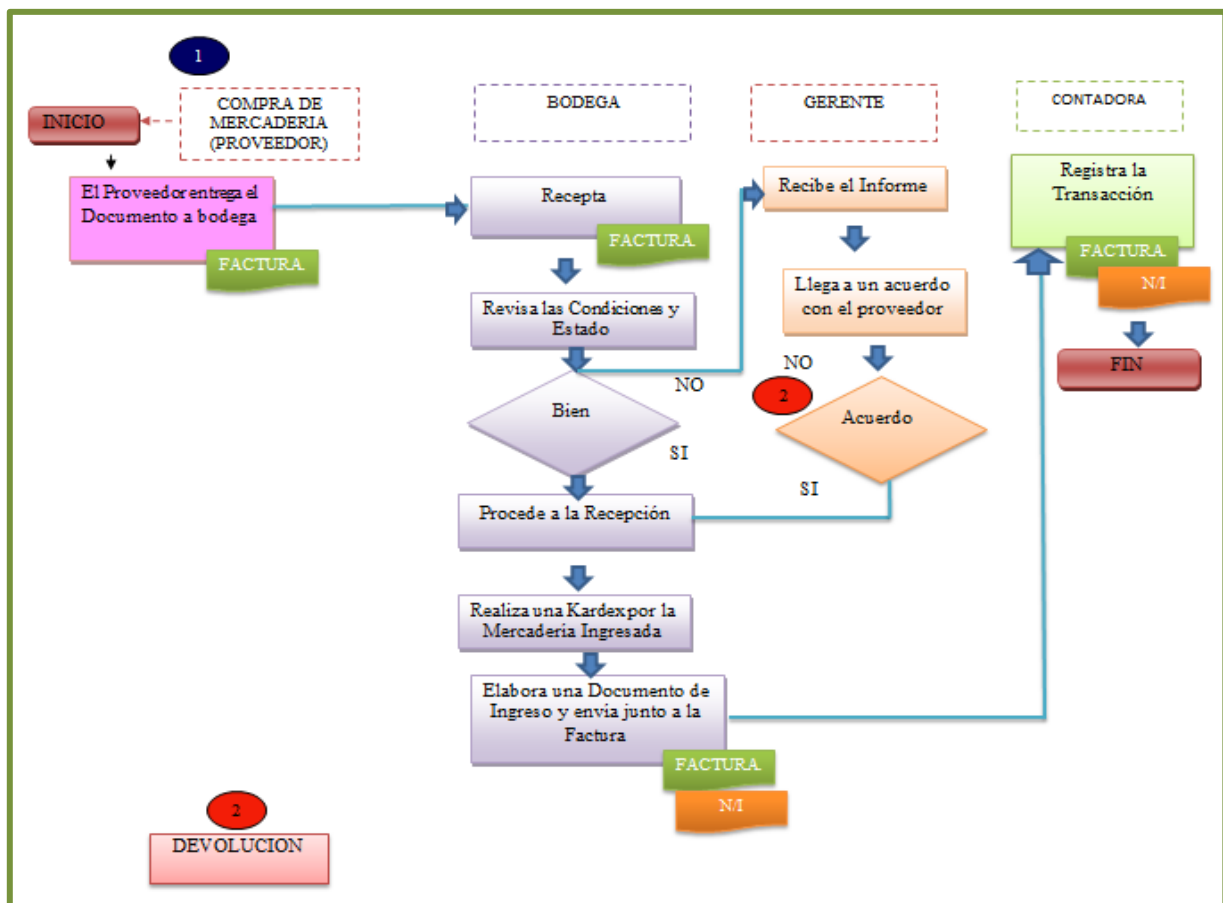 1
COMPRA DE
MERCADERIA
(PROVEEDOR)
BODEGA
GERENTE
CONTADORA
INICIO
El Proveedor entrega el
Documento a bodega
FACTURA
Recepta
FACTURA
Revisa las Condiciones y
Estado
Bien
NO
SI
Procede a la Recepción
Realiza una Kardex por la
Mercadería Ingresada
Elabora una Documento de
Ingreso y envía junto a la
Factura
FACTURA
N/I
Recibe el Informe
Llega a un acuerdo
con el proveedor
NO
2
Acuerdo
SI
Registra la
Transacción
FACTURA
N/I
FIN
2
DEVOLUCION